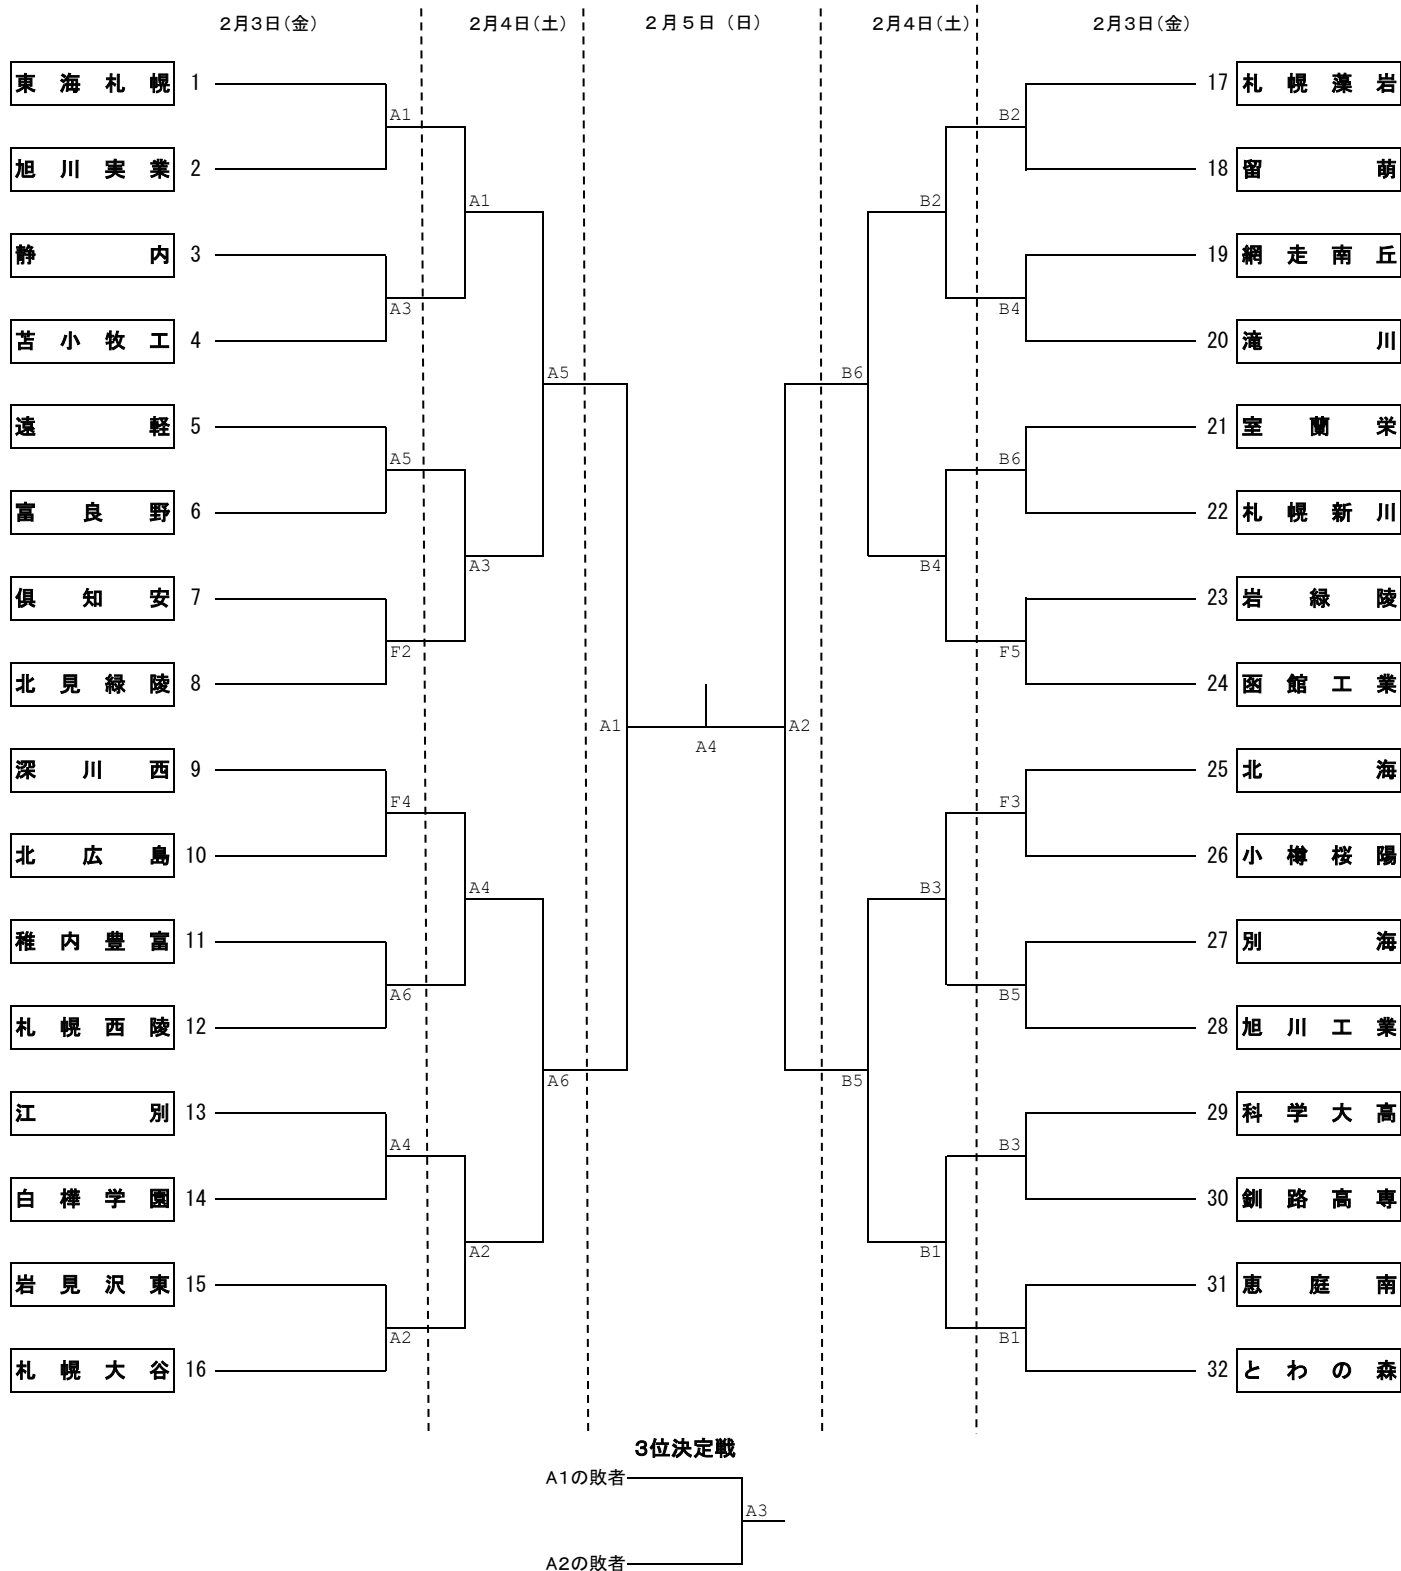 2月3日(金) 2月4日(土) 2月5日(日) 2月4日(土) 2月3日(金)
東海札幌 1 17 札幌藻岩
A1 B2
旭川実業 2 18 留萌
A1 B2
静内 3 19 網走南丘
A3 B4
苫小牧工 4 20 滝川
A5 B6
遠軽 5 21 室蘭栄
A5 B6
富良野 6 22 札幌新川
A3 B4
倶知安 7 23 岩緑陵
F2 F5
北見緑陵 8 24 函館工業
A1 A2
A4
深川西 9 25 北海
F4 F3
北広島 10 26 小樽桜陽
A4 B3
稚内豊富 11 27 別海
A6 B5
札幌西陵 12 28 旭川工業
A6 B5
江別 13 29 科学大高
A4 B3
白樺学園 14 30 釧路高専
A2 B1
岩見沢東 15 31 恵庭南
A2 B1
札幌大谷 16 32 とわの森
3位決定戦
A1の敗者
A3
A2の敗者